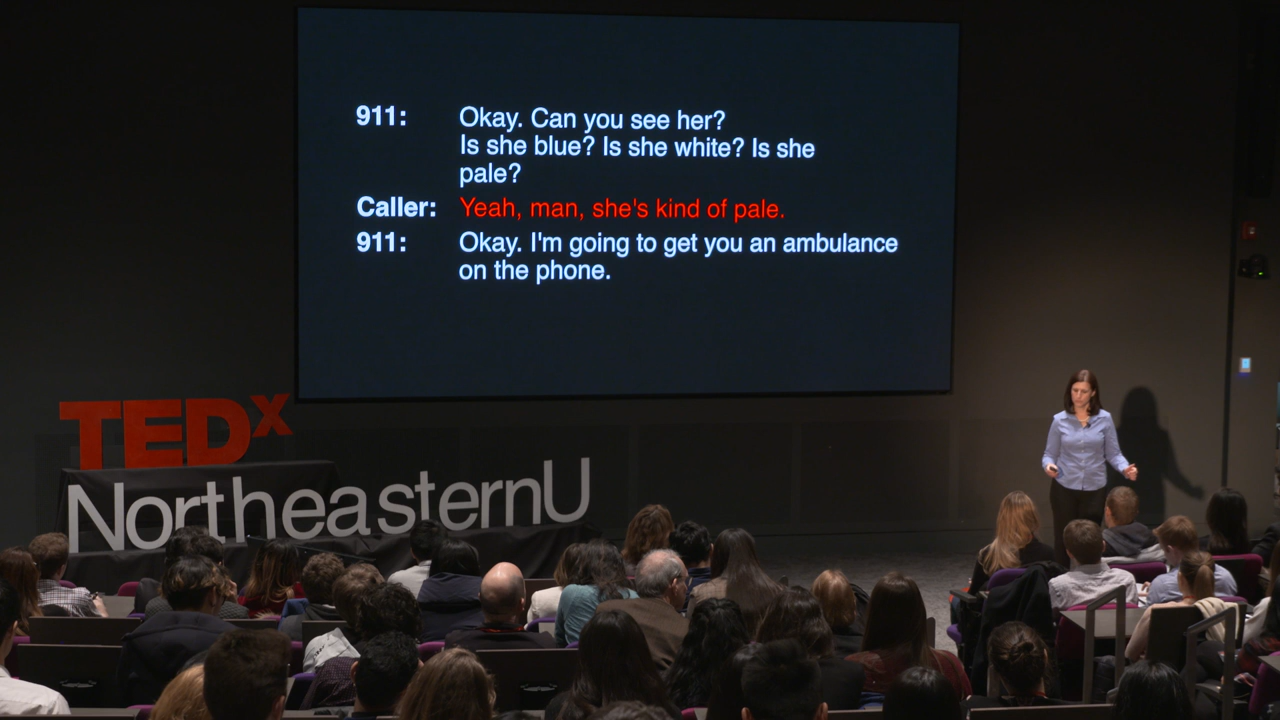 911: Okay. Can you see her?
Is she blue? Is she white? Is she
pale?
Caller: Yeah, man, she's kind of pale.
911: Okay. I'm going to get you an ambulance
on the phone.
TEDx
NortheasternU